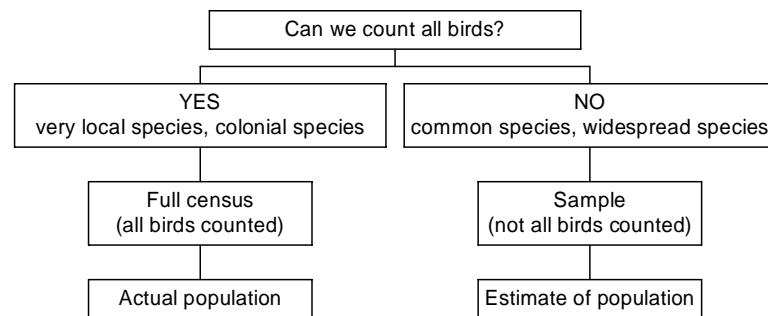 Can we count all birds?
YES
very local species, colonial species
NO
common species, widespread species
Full census
(all birds counted)
Sample
(not all birds counted)
Actual population
Estimate of population